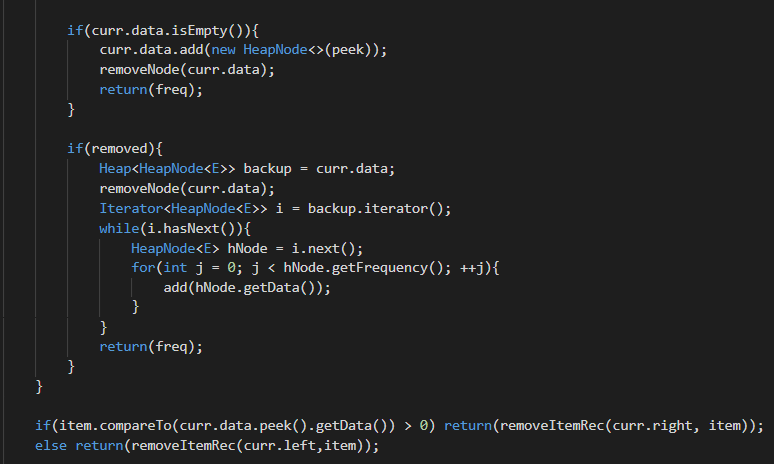 if(curr.data.isEmpty()){
curr.data.add(new HeapNode<>(peek));
removeNode(curr.data);
return(freq);
}
if(removed){
Heap<HeapNode<E>> backup = curr.data;
removeNode(curr.data);
Iterator<HeapNode<E>> i = backup.iterator();
while(i.hasNext()){
HeapNode<E> hNode = i.next();
for(int j = 0; j < hNode.getFrequency(); ++j){
add(hNode.getData());
}
}
return(freq);
}
}
if(item.compareTo(curr.data.peek().getData()) > 0) return(removeItemRec(curr.right, item));
else return(removeItemRec(curr.left,item));